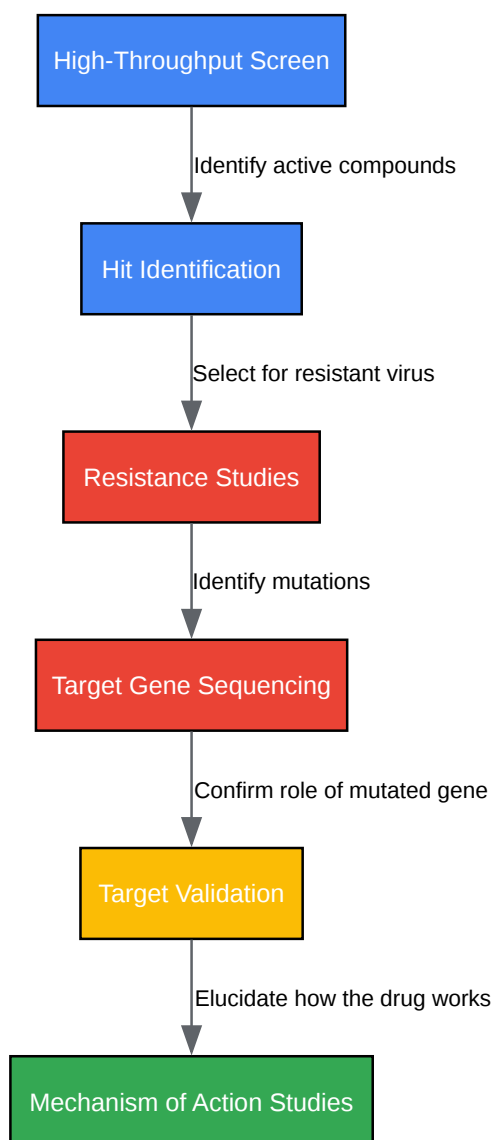 High-Throughput Screen
Identify active compounds
Hit Identification
Select for resistant virus
Resistance Studies
Identify mutations
Target Gene Sequencing
Confirm role of mutated gene
Target Validation
Elucidate how the drug works
Mechanism of Action Studies